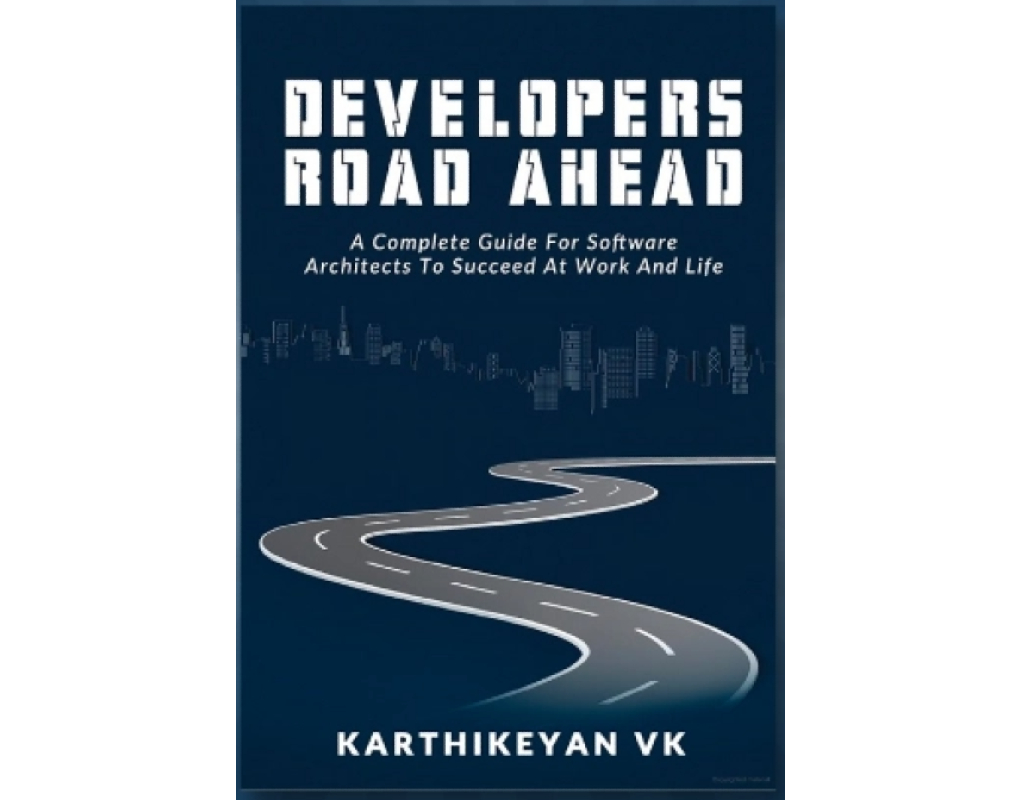 DEVELOPERS
ROAD AHEAD
A Complete Guide For Software
Architects To Succeed At Work And Life
KARTHIKEYAN VK